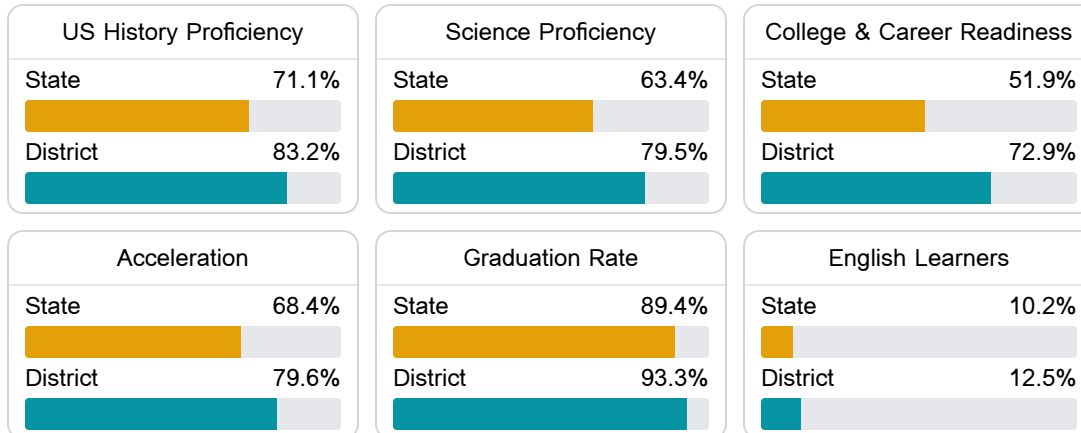 US History Proficiency
State 71.1%
District 83.2%
Science Proficiency
State 63.4%
District 79.5%
College & Career Readiness
State 51.9%
District 72.9%
Acceleration
State 68.4%
District 79.6%
Graduation Rate
State 89.4%
District 93.3%
English Learners
State 10.2%
District 12.5%